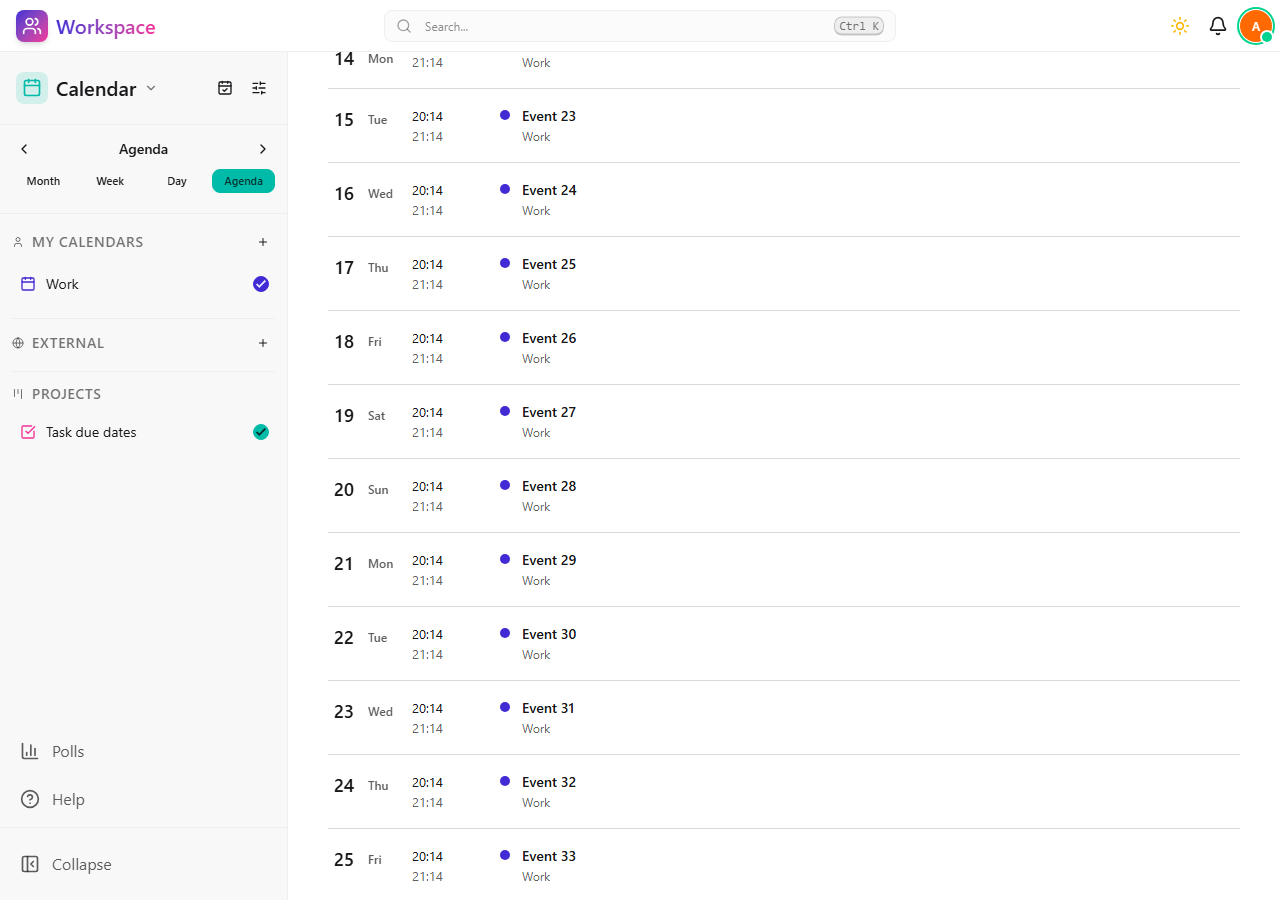 Workspace
Search...
Ctrl K
A
Calendar
Agenda
Month Week Day Agenda
MY CALENDARS
Work
EXTERNAL
PROJECTS
Task due dates
Polls
Help
Collapse
14 Mon
21:14 Work
15 Tue 20:14 Event 23
21:14 Work
16 Wed 20:14 Event 24
21:14 Work
17 Thu 20:14 Event 25
21:14 Work
18 Fri 20:14 Event 26
21:14 Work
19 Sat 20:14 Event 27
21:14 Work
20 Sun 20:14 Event 28
21:14 Work
21 Mon 20:14 Event 29
21:14 Work
22 Tue 20:14 Event 30
21:14 Work
23 Wed 20:14 Event 31
21:14 Work
24 Thu 20:14 Event 32
21:14 Work
25 Fri 20:14 Event 33
21:14 Work